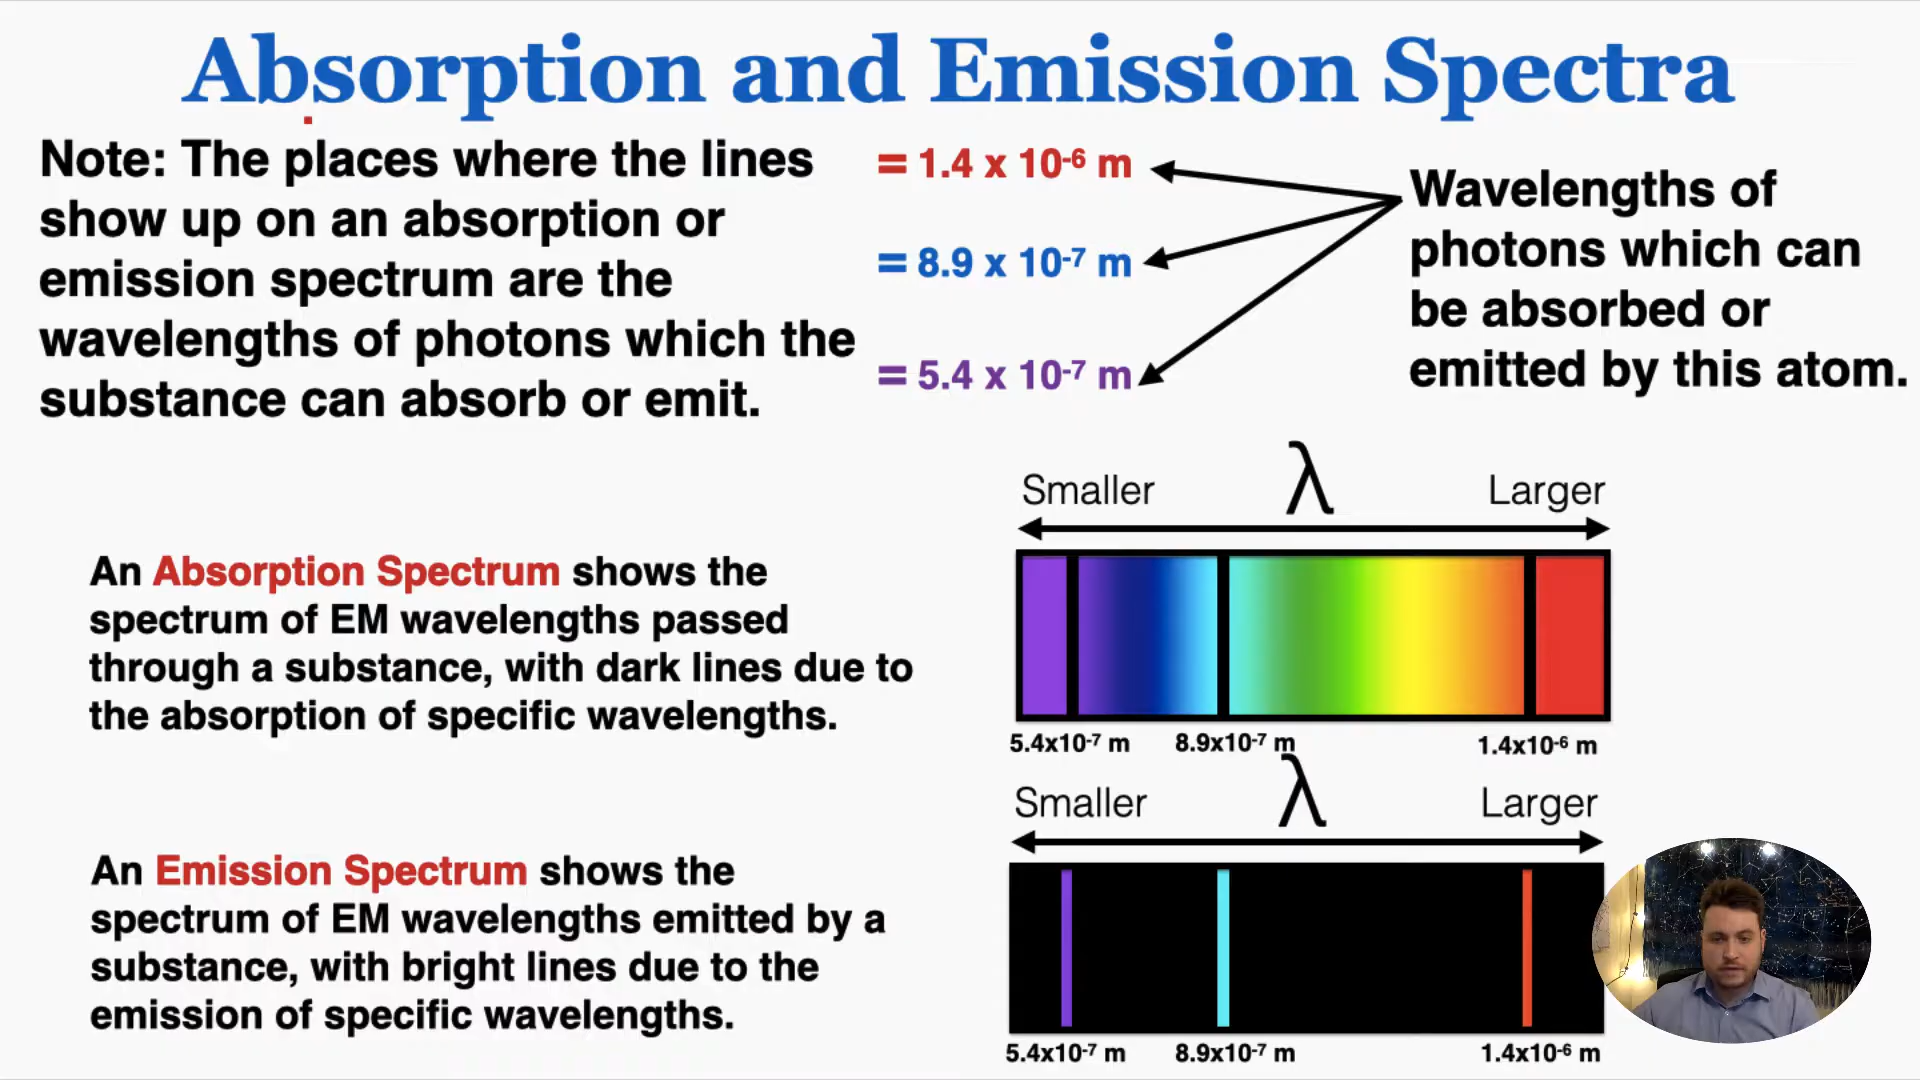 Absorption and Emission Spectra
Note: The places where the lines
show up on an absorption or
emission spectrum are the
wavelengths of photons which the
substance can absorb or emit.
= 1.4 x 10⁻⁶ m
= 8.9 x 10⁻⁷ m
= 5.4 x 10⁻⁷ m
Wavelengths of
photons which can
be absorbed or
emitted by this atom.
An Absorption Spectrum shows the
spectrum of EM wavelengths passed
through a substance, with dark lines due to
the absorption of specific wavelengths.
Smaller λ Larger
5.4x10⁻⁷ m 8.9x10⁻⁷ m 1.4x10⁻⁶ m
An Emission Spectrum shows the
spectrum of EM wavelengths emitted by a
substance, with bright lines due to the
emission of specific wavelengths.
Smaller λ Larger
5.4x10⁻⁷ m 8.9x10⁻⁷ m 1.4x10⁻⁶ m